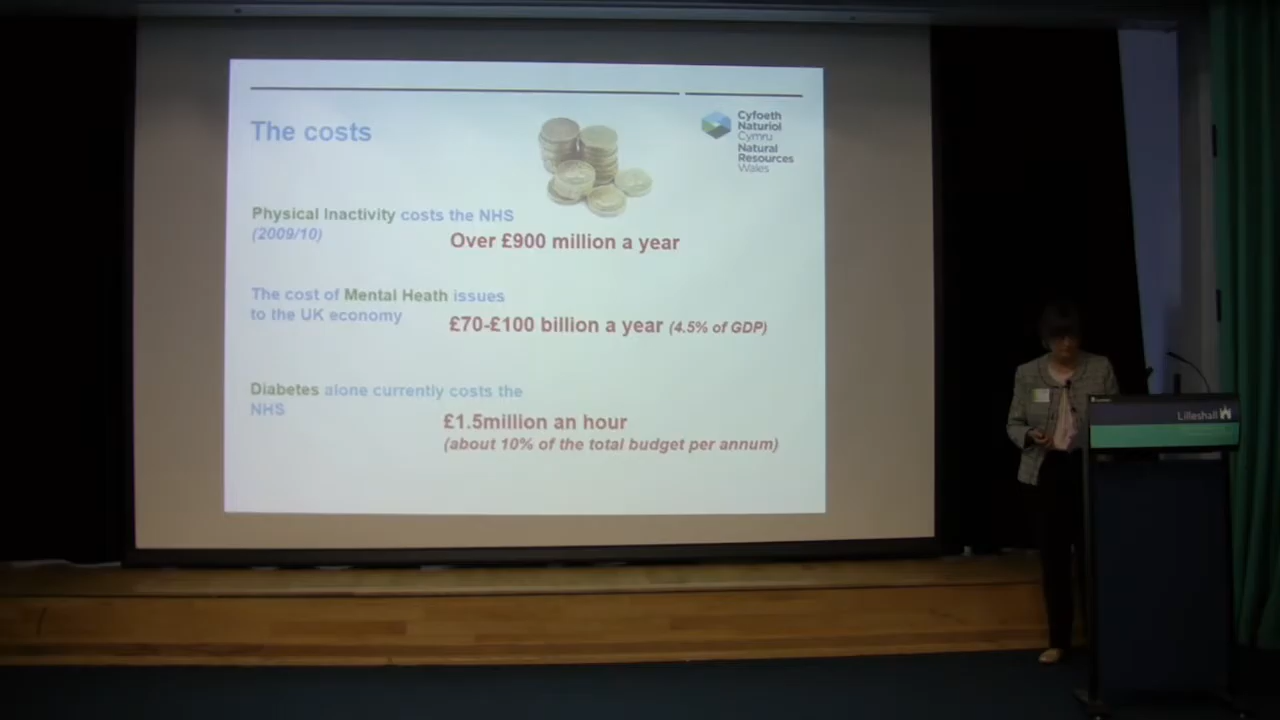 The costs
Cyfoeth
Naturiol
Cymru
Natural
Resources
Wales
Physical Inactivity costs the NHS
(2009/10)
Over £900 million a year
The cost of Mental Heath issues
to the UK economy
£70-£100 billion a year (4.5% of GDP)
Diabetes alone currently costs the
NHS
£1.5million an hour
(about 10% of the total budget per annum)
Lilleshall